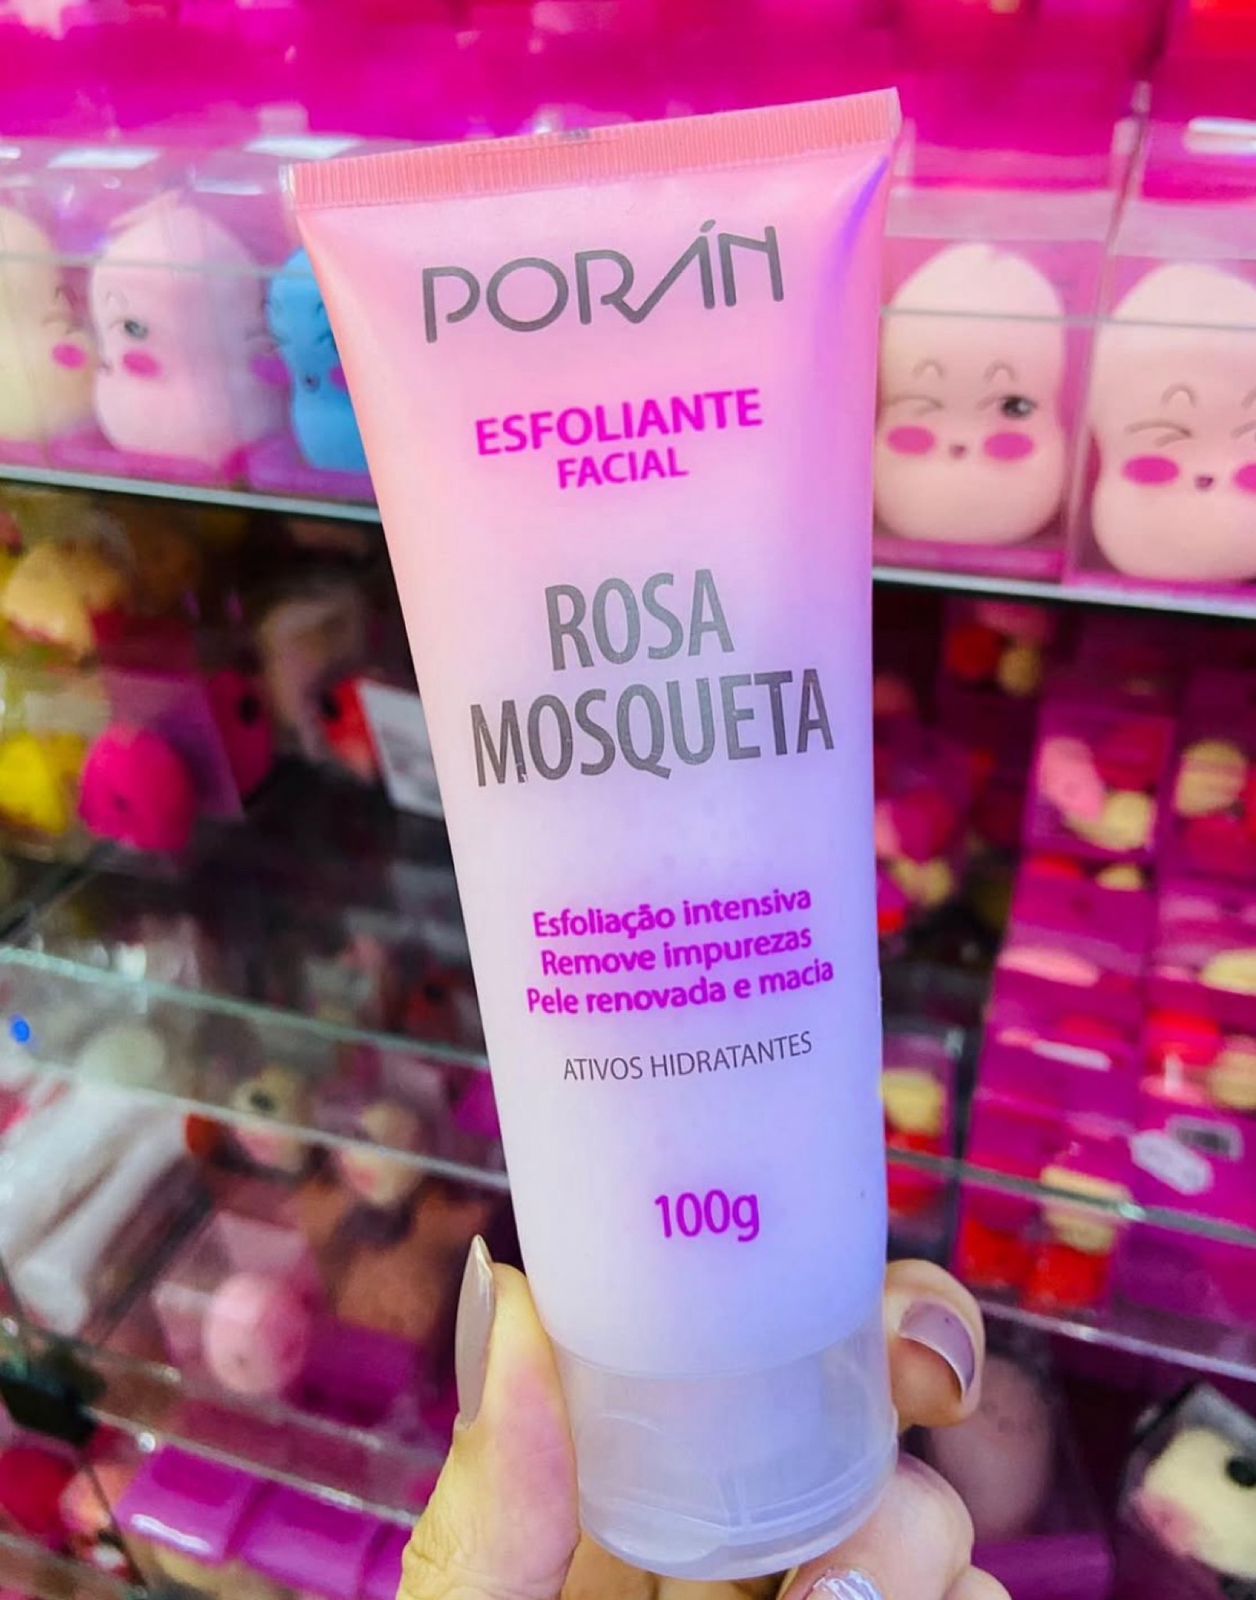 PORÁN
ESFOLIANTE
FACIAL
ROSA
MOSQUETA
Esfoliação intensiva
Remove impurezas
Pele renovada e macia
ATIVOS HIDRATANTES
100g